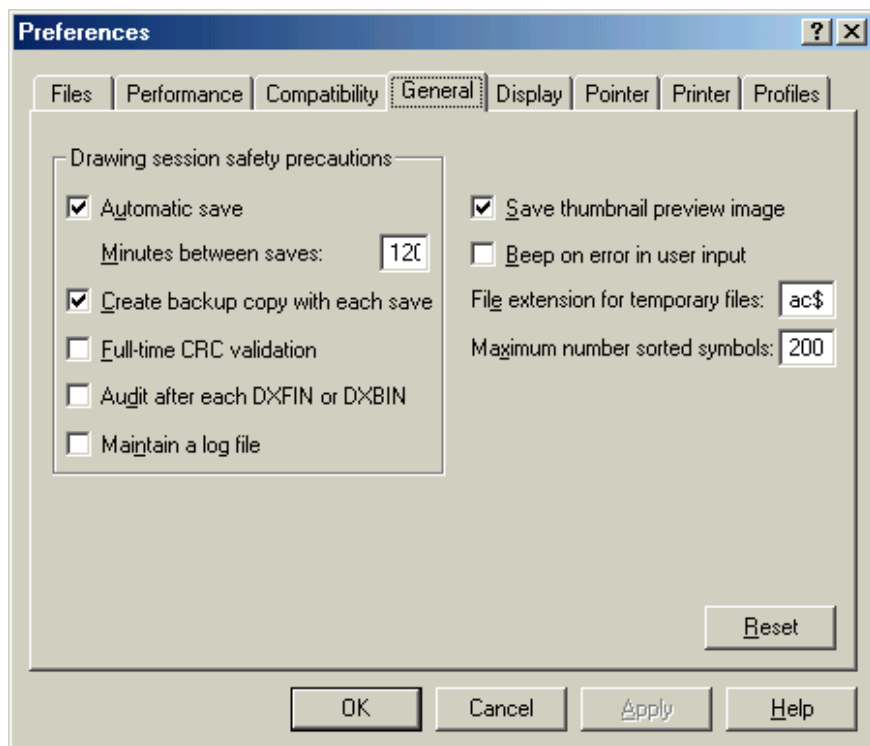 Preferences
Files Performance Compatibility General Display Pointer Printer Profiles
Drawing session safety precautions
Automatic save
Minutes between saves: 120
Create backup copy with each save
Full-time CRC validation
Audit after each DXFIN or DXBIN
Maintain a log file
Save thumbnail preview image
Beep on error in user input
File extension for temporary files: ac$
Maximum number sorted symbols: 200
Reset
OK Cancel Apply Help